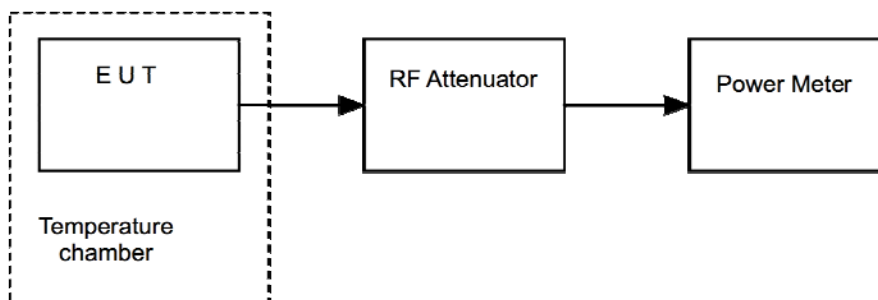 E U T
RF Attenuator
Power Meter
Temperature
chamber